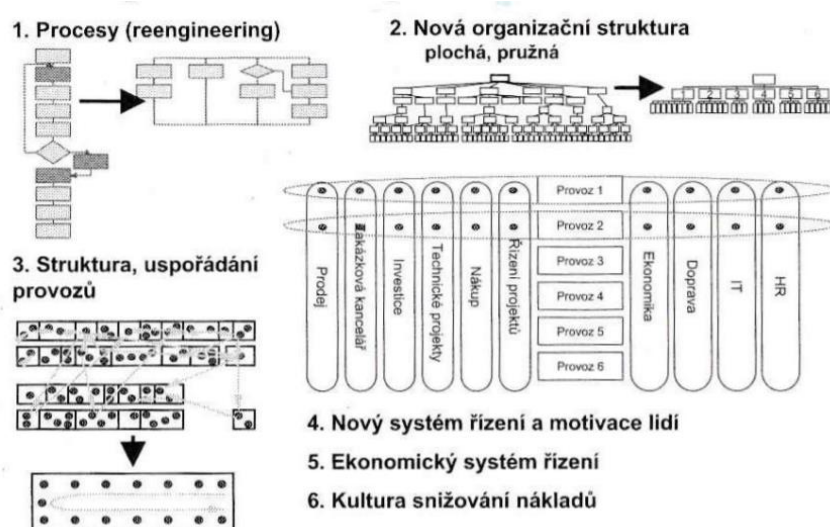 1. Procesy (reengineering)
2. Nová organizační struktura
plochá, pružná
1 2 3 4 5 6
3. Struktura, uspořádání
provozů
Prodej
Zakázková kancelář
Investice
Technické projekty
Nákup
Řízení projektů
Provoz 1
Provoz 2
Provoz 3
Provoz 4
Provoz 5
Provoz 6
Ekonomika
Doprava
IT
HR
4. Nový systém řízení a motivace lidí
5. Ekonomický systém řízení
6. Kultura snižování nákladů